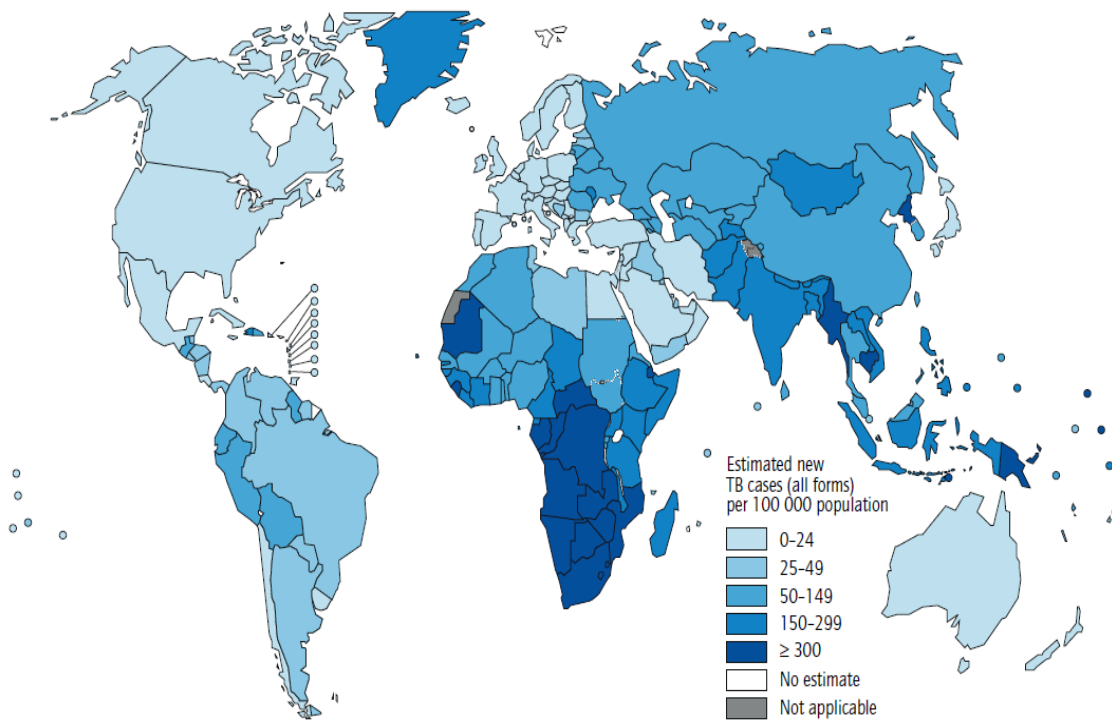 Estimated new
TB cases (all forms)
per 100 000 population
0–24
25–49
50–149
150–299
≥ 300
No estimate
Not applicable